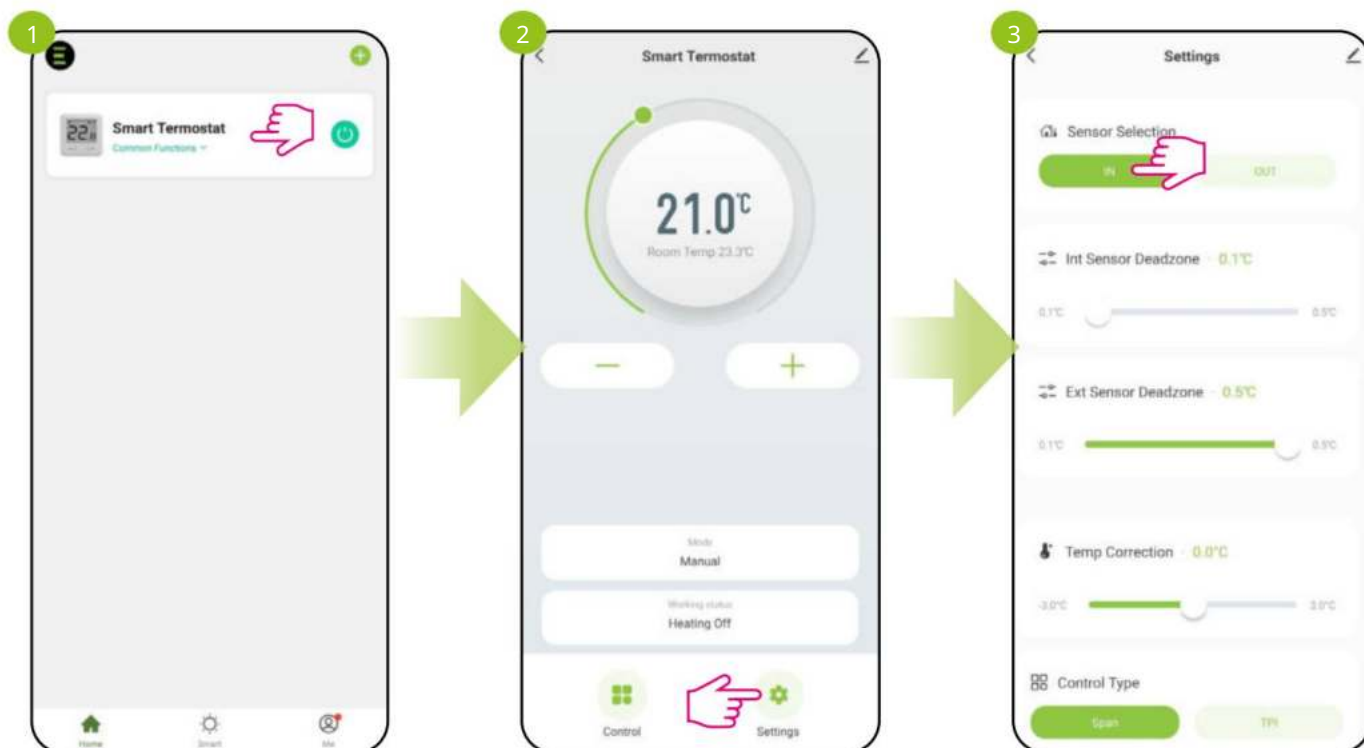 1
E
Smart Termostat
Common Functions
Home
Smart
Me
2
Smart Termostat
21.0°C
Room Temp 23.3°C
Mode
Manual
Working status
Heating Off
Control
Settings
3
Settings
Sensor Selection
IN
OUT
Int Sensor Deadzone · 0.1°C
0.1°C
0.5°C
Ext Sensor Deadzone · 0.5°C
0.1°C
0.5°C
Temp Correction · 0.0°C
-3.0°C
3.0°C
Control Type
Span
TPI